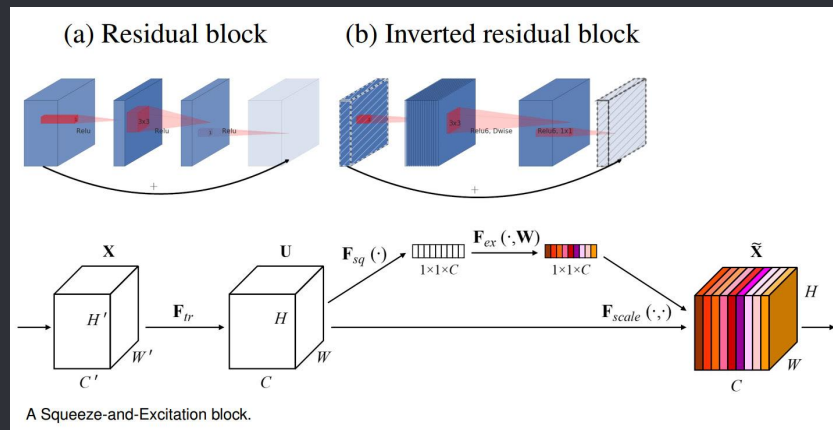 (a) Residual block
(b) Inverted residual block
Relu
3x3
Relu
Relu
3x3
Relu6, Dwise
Relu6, 1x1
+
+
X
U
F_sq (·)
F_ex (·,W)
X̃
1×1×C
1×1×C
H′
F_tr
H
F_scale (·,·)
H
W′
W
W
C′
C
C
A Squeeze-and-Excitation block.